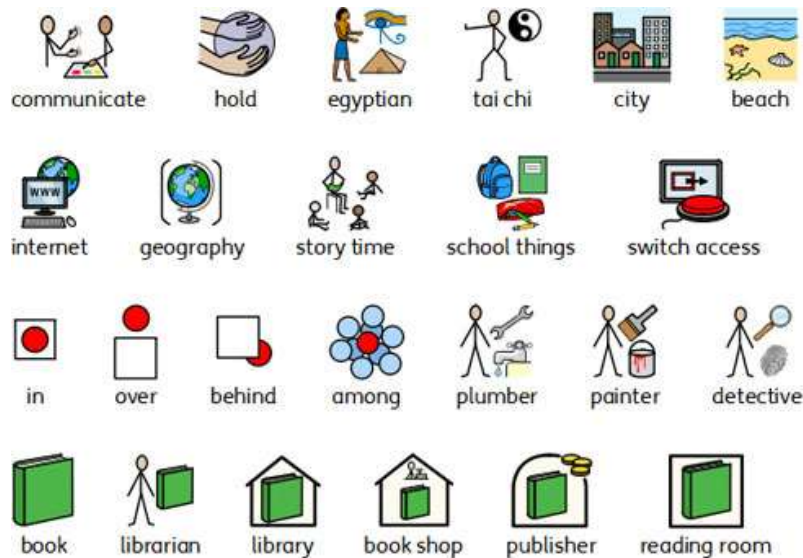 communicate hold egyptian tai chi city beach
www
internet geography story time school things switch access
in over behind among plumber painter detective
book librarian library book shop publisher reading room